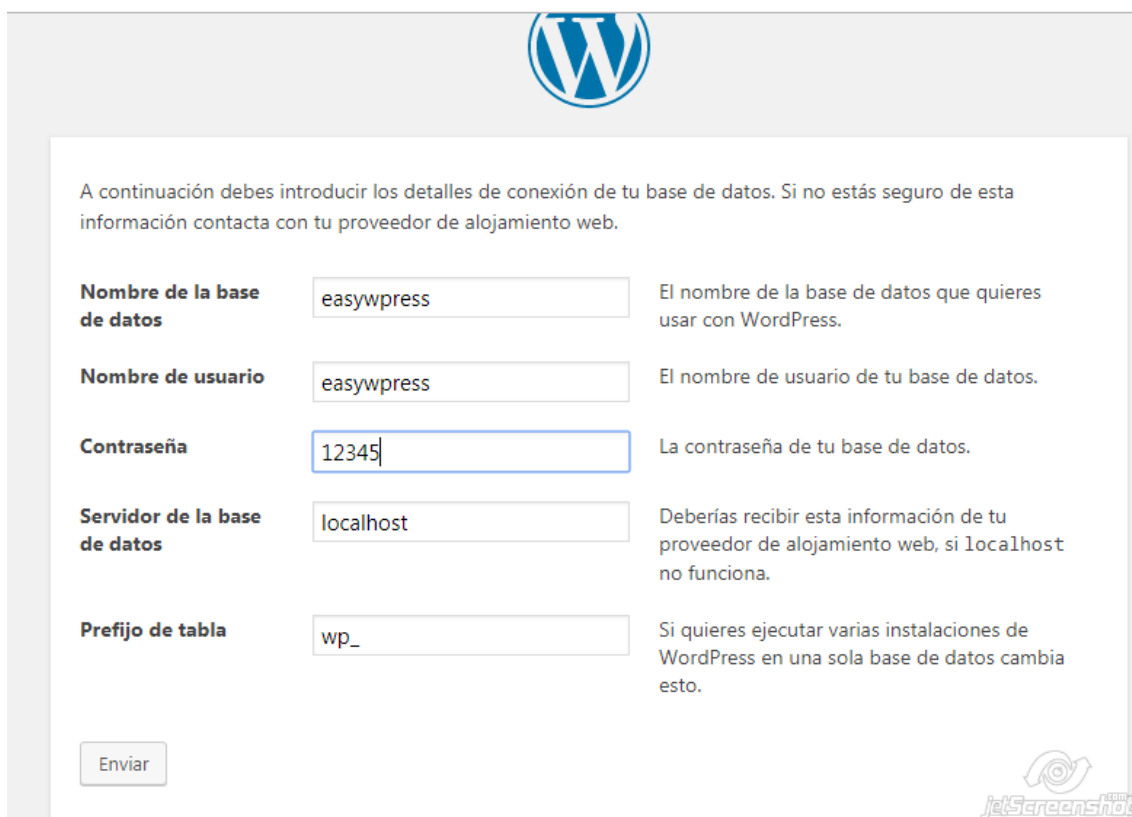 A continuación debes introducir los detalles de conexión de tu base de datos. Si no estás seguro de esta
información contacta con tu proveedor de alojamiento web.
Nombre de la base
de datos
easywpress
El nombre de la base de datos que quieres
usar con WordPress.
Nombre de usuario
easywpress
El nombre de usuario de tu base de datos.
Contraseña
12345
La contraseña de tu base de datos.
Servidor de la base
de datos
localhost
Deberías recibir esta información de tu
proveedor de alojamiento web, si localhost
no funciona.
Prefijo de tabla
wp_
Si quieres ejecutar varias instalaciones de
WordPress en una sola base de datos cambia
esto.
Enviar
jetScreenshot
.com